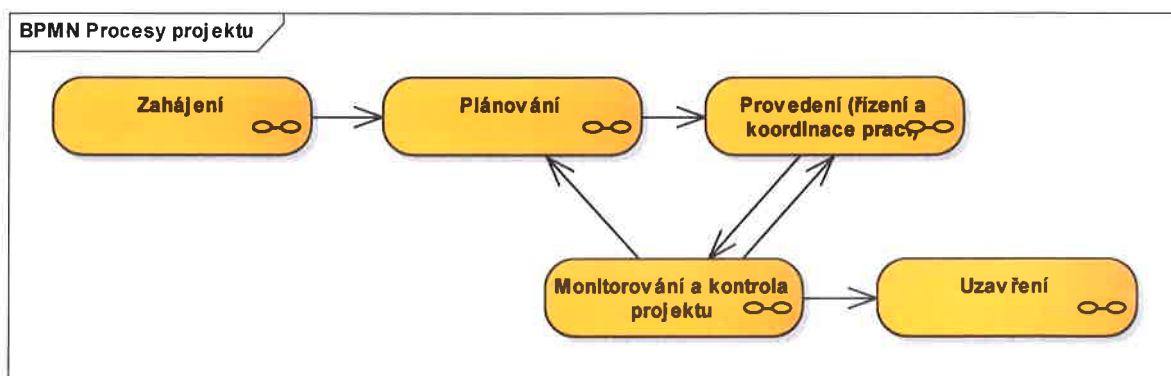 BPMN Procesy projektu
Zahájení
Plánování
Provedení (řízení a
koordinace prací)
Monitorování a kontrola
projektu
Uzavření